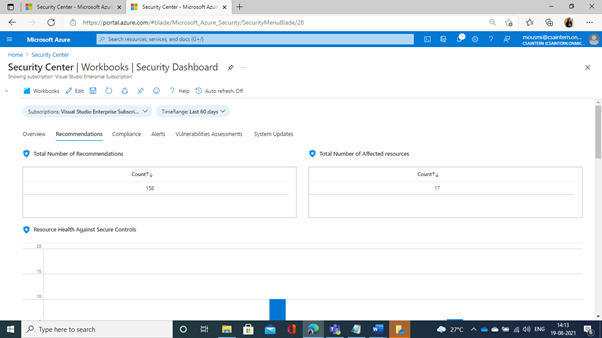 Security Center - Microsoft Azu
Security Center - Microsoft Azu
https://portal.azure.com/#blade/Microsoft_Azure_Security/SecurityMenuBlade/28
Microsoft Azure
Search resources, services, and docs (G+/)
1
mousmi@csaintern.on...
CSAINTERN (CSAINTERN.ONMIC...
Home > Security Center
Security Center | Workbooks | Security Dashboard
Showing subscription 'Visual Studio Enterprise Subscription'
Workbooks Edit Help Auto refresh: Off
Subscriptions: Visual Studio Enterprise Subscri...
TimeRange: Last 60 days
Overview Recommendations Compliance Alerts Vulnerabilities Assessments System Updates
Total Number of Recommendations
Total Number of Affected resources
Count↑↓
Count↑↓
158
17
Resource Health Against Secure Controls
20
15
10
Type here to search
27°C
ENG
14:13
19-08-2021